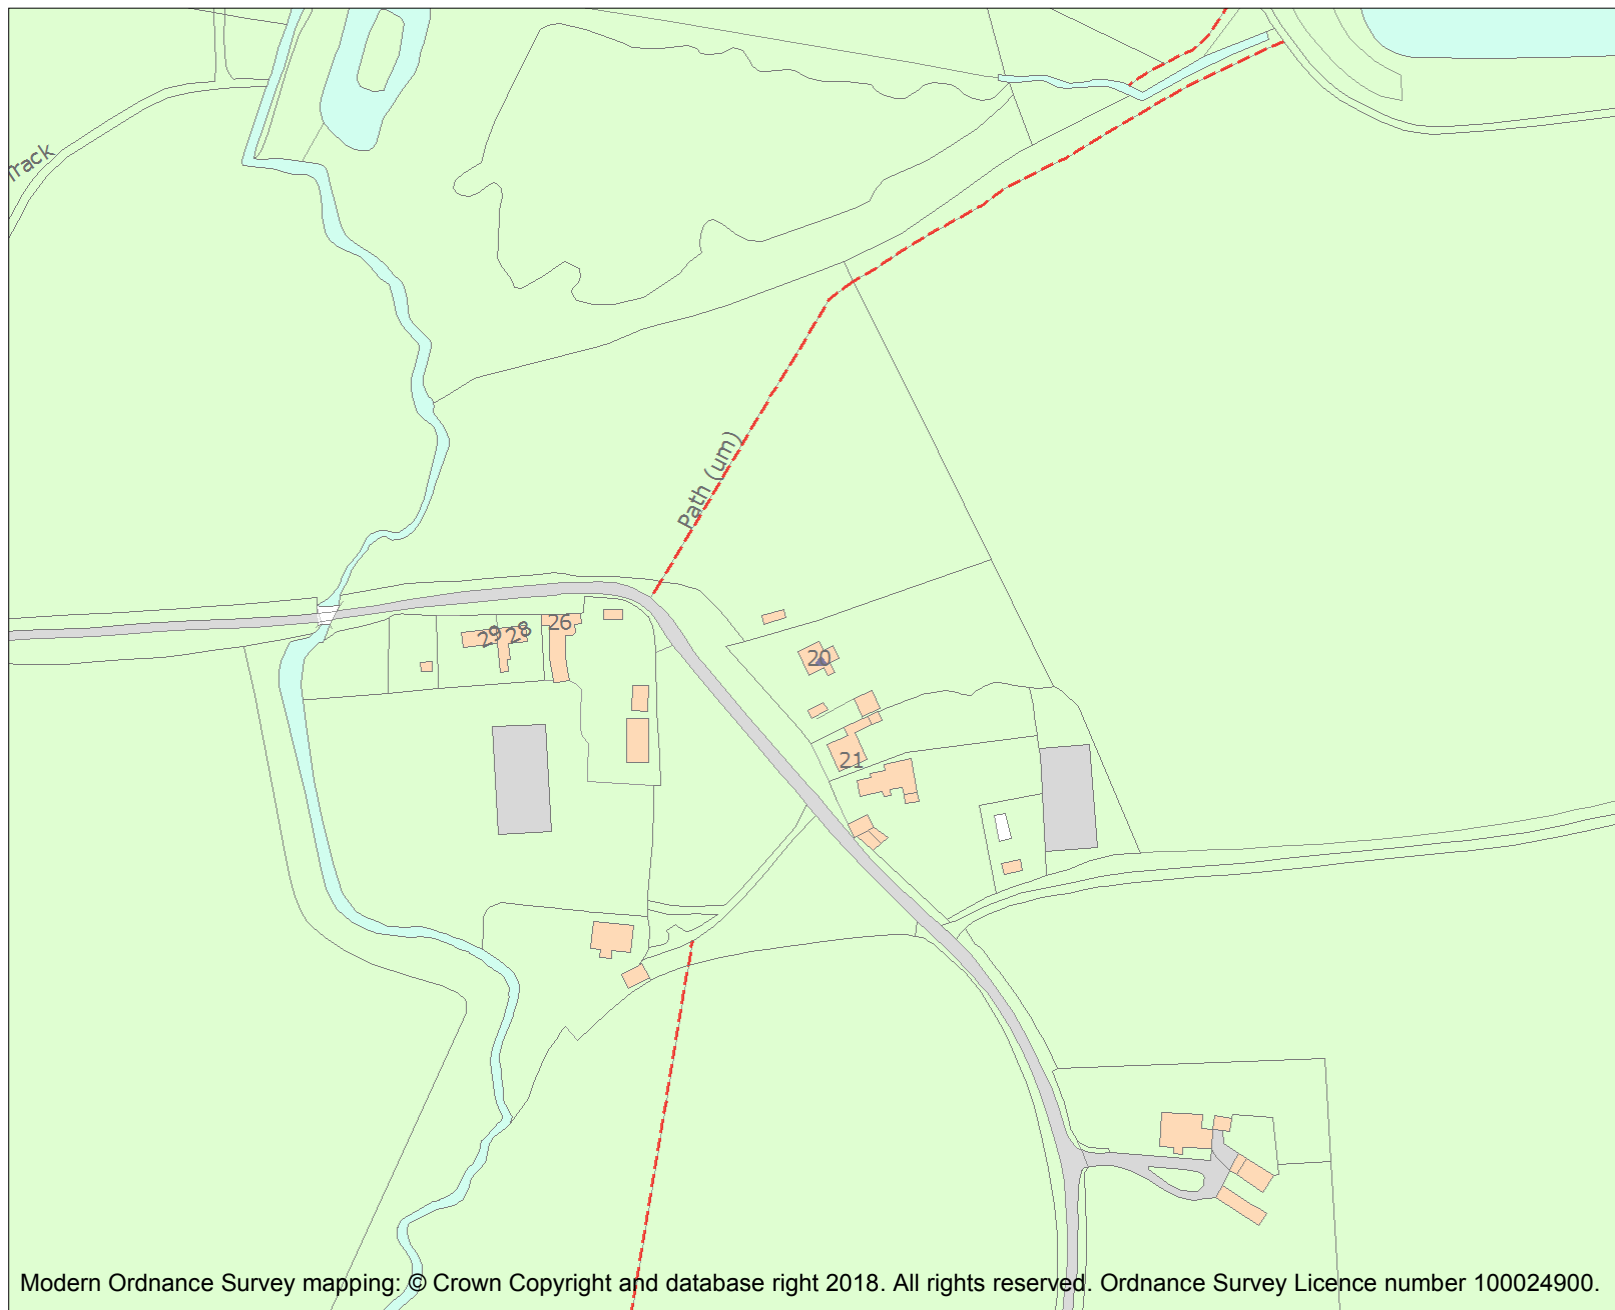 Track
Path (um)
29
28
26
20
21
Modern Ordnance Survey mapping: © Crown Copyright and database right 2018. All rights reserved. Ordnance Survey Licence number 100024900.